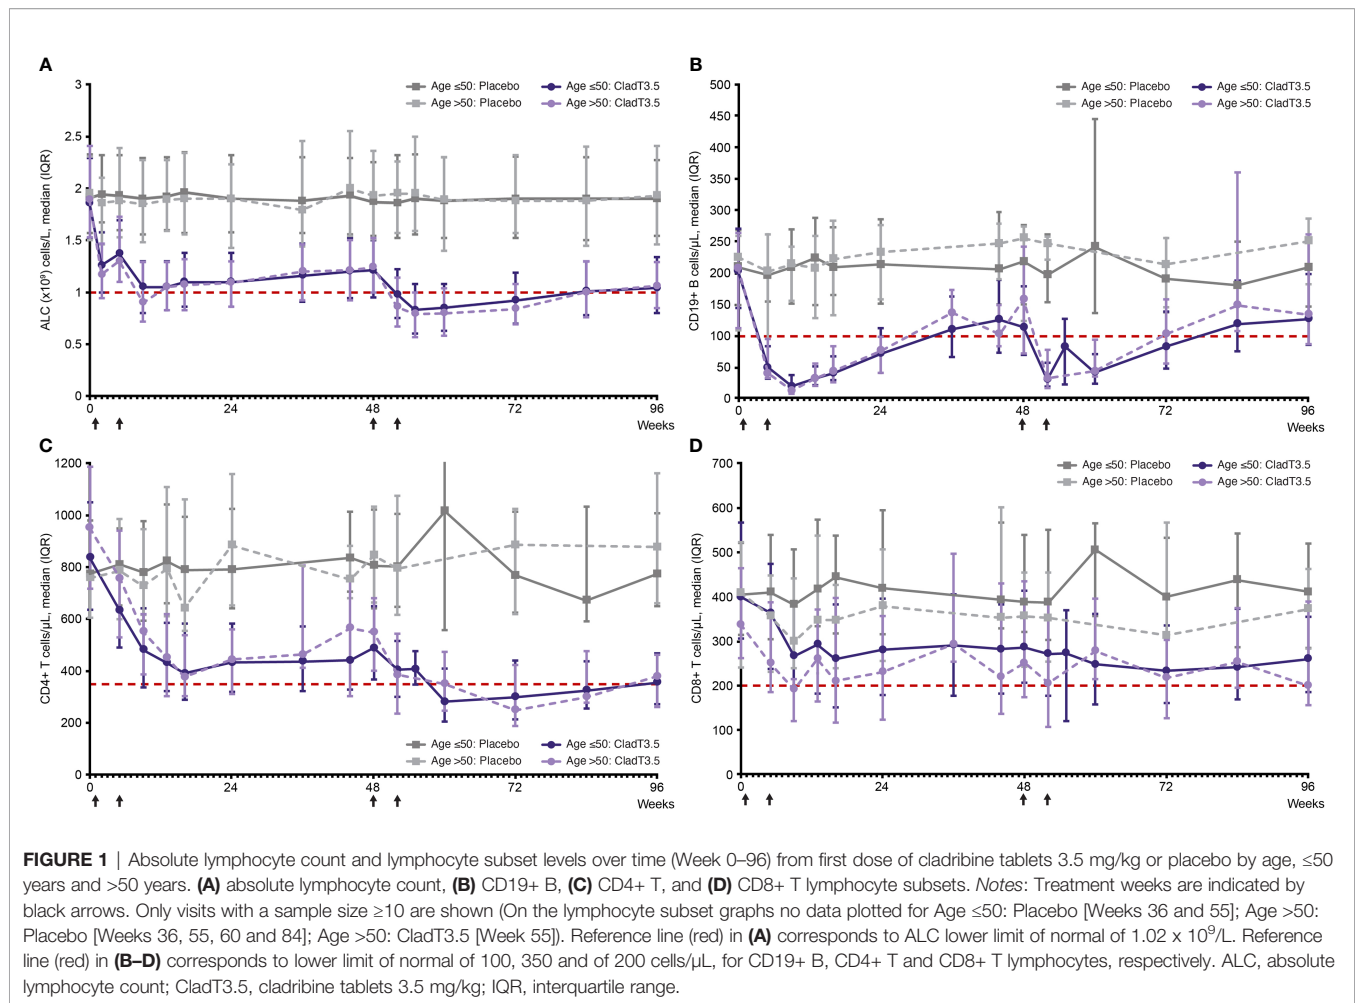 A
Age ≤50: Placebo
Age ≤50: CladT3.5
Age >50: Placebo
Age >50: CladT3.5
ALC (x10⁹) cells/L, median (IQR)
3
2.5
2
1.5
1
0.5
0
0 24 48 72 96
Weeks
B
Age ≤50: Placebo
Age ≤50: CladT3.5
Age >50: Placebo
Age >50: CladT3.5
CD19+ B cells/µL, median (IQR)
500
450
400
350
300
250
200
150
100
50
0
0 24 48 72 96
Weeks
C
CD4+ T cells/µL, median (IQR)
1200
1000
800
600
400
200
0
Age ≤50: Placebo
Age ≤50: CladT3.5
Age >50: Placebo
Age >50: CladT3.5
0 24 48 72 96
Weeks
D
Age ≤50: Placebo
Age ≤50: CladT3.5
Age >50: Placebo
Age >50: CladT3.5
CD8+ T cells/µL, median (IQR)
700
600
500
400
300
200
100
0
0 24 48 72 96
Weeks
FIGURE 1 | Absolute lymphocyte count and lymphocyte subset levels over time (Week 0–96) from first dose of cladribine tablets 3.5 mg/kg or placebo by age, ≤50
years and >50 years. (A) absolute lymphocyte count, (B) CD19+ B, (C) CD4+ T, and (D) CD8+ T lymphocyte subsets. Notes: Treatment weeks are indicated by
black arrows. Only visits with a sample size ≥10 are shown (On the lymphocyte subset graphs no data plotted for Age ≤50: Placebo [Weeks 36 and 55]; Age >50:
Placebo [Weeks 36, 55, 60 and 84]; Age >50: CladT3.5 [Week 55]). Reference line (red) in (A) corresponds to ALC lower limit of normal of 1.02 x 10⁹/L. Reference
line (red) in (B–D) corresponds to lower limit of normal of 100, 350 and of 200 cells/µL, for CD19+ B, CD4+ T and CD8+ T lymphocytes, respectively. ALC, absolute
lymphocyte count; CladT3.5, cladribine tablets 3.5 mg/kg; IQR, interquartile range.